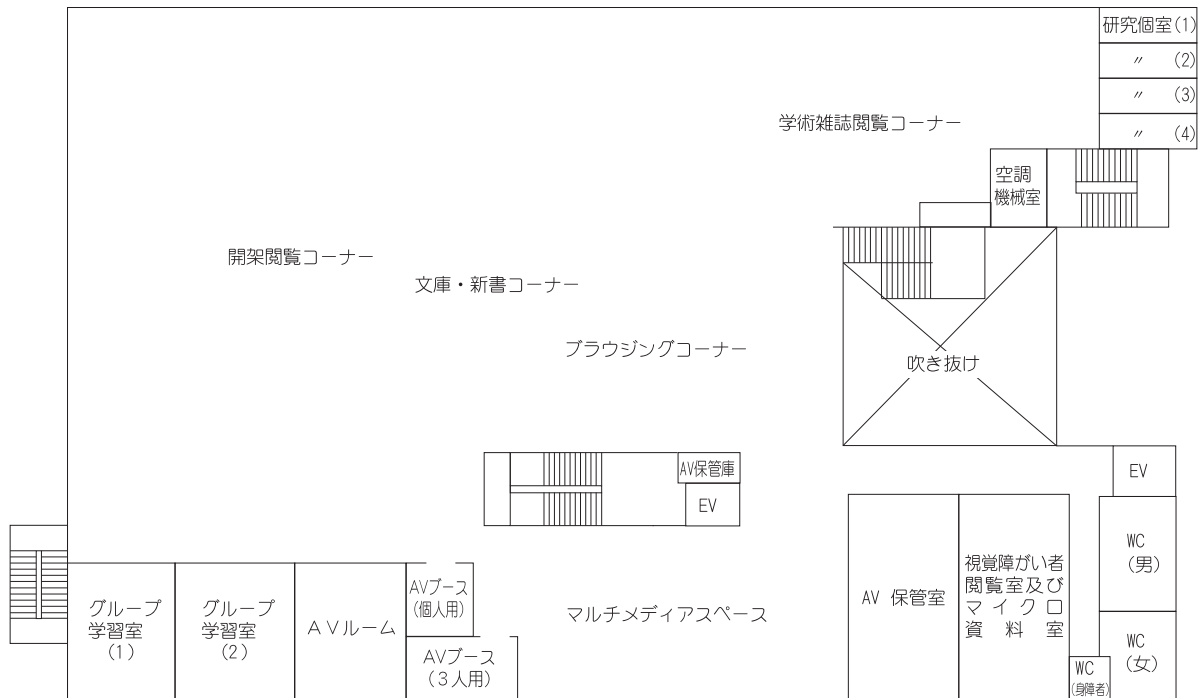 研究個室(1)
〃 (2)
〃 (3)
〃 (4)
学術雑誌閲覧コーナー
空調
機械室
開架閲覧コーナー
文庫・新書コーナー
ブラウジングコーナー
吹き抜け
AV保管庫
EV
EV
グループ
学習室
(1)
グループ
学習室
(2)
AVルーム
AVブース
(個人用)
AVブース
(3人用)
マルチメディアスペース
AV 保管室
視覚障がい者
閲覧室及び
マイクロ
資料室
WC
(男)
WC
(女)
WC
(身障者)